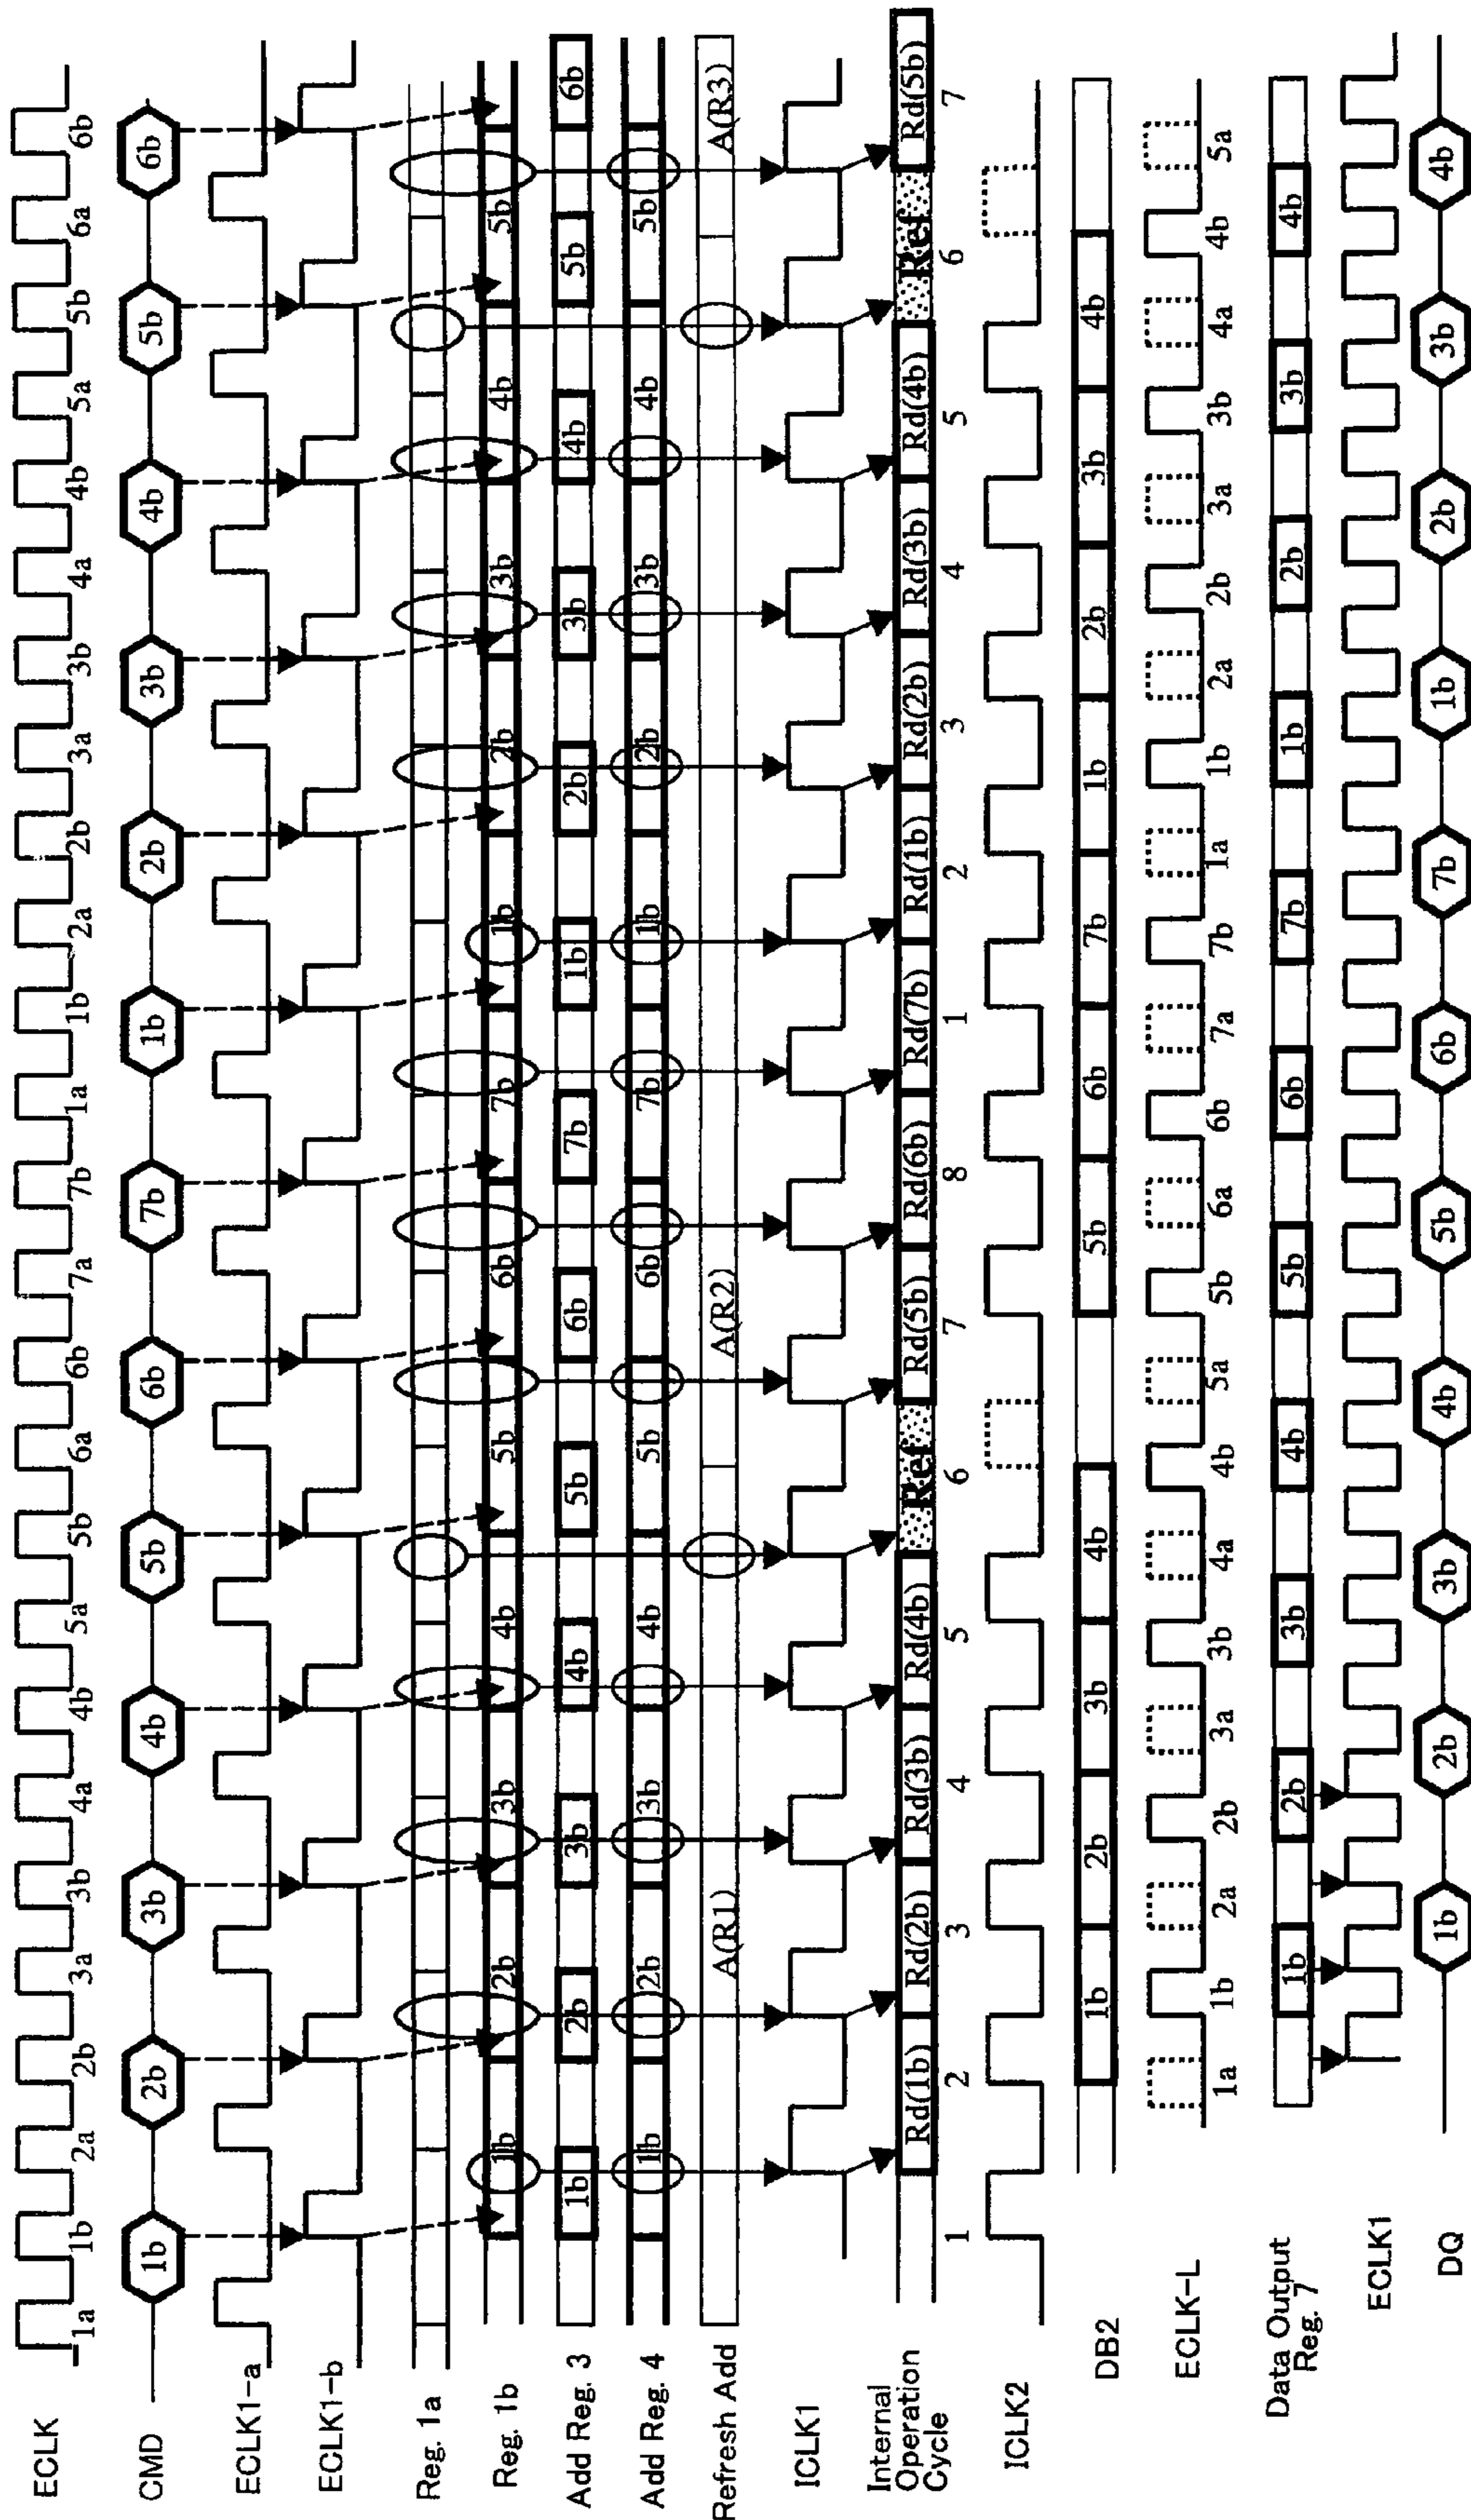 ECLK 1a 1b 2a 2b 3a 3b 4a 4b 5a 5b 6a 6b 7a 7b 1a 1b 2a 2b 3a 3b 4a 4b 5a 5b 6a 6b
CMD 1b 2b 3b 4b 5b 6b 7b 1b 2b 3b 4b 5b 6b
ECLK1-a
ECLK1-b
Reg. 1a
Reg. 1b 1b 2b 3b 4b 5b 6b 7b 1b 2b 3b 4b 5b
Add Reg. 3 1b 2b 3b 4b 5b 6b 7b 1b 2b 3b 4b 5b 6b
Add Reg. 4 1b 2b 3b 4b 5b 6b 7b 1b 2b 3b 4b 5b
Refresh Add A(R1) A(R2) A(R3)
ICLK1
Internal
Operation Rd(1b) Rd(2b) Rd(3b) Rd(4b) Ref Rd(5b) Rd(6b) Rd(7b) Rd(1b) Rd(2b) Rd(3b) Rd(4b) Ref Rd(5b)
Cycle 1 2 3 4 5 6 7 8 1 2 3 4 5 6 7
ICLK2
DB2 1b 2b 3b 4b 5b 6b 7b 1b 2b 3b 4b
ECLK-L 1a 1b 2a 2b 3a 3b 4a 4b 5a 5b 6a 6b 7a 7b 1a 1b 2a 2b 3a 3b 4a 4b 5a
Data Output 1b 2b 3b 4b 5b 6b 7b 1b 2b 3b 4b
Reg. 7
ECLK1
DQ 1b 2b 3b 4b 5b 6b 7b 1b 2b 3b 4b